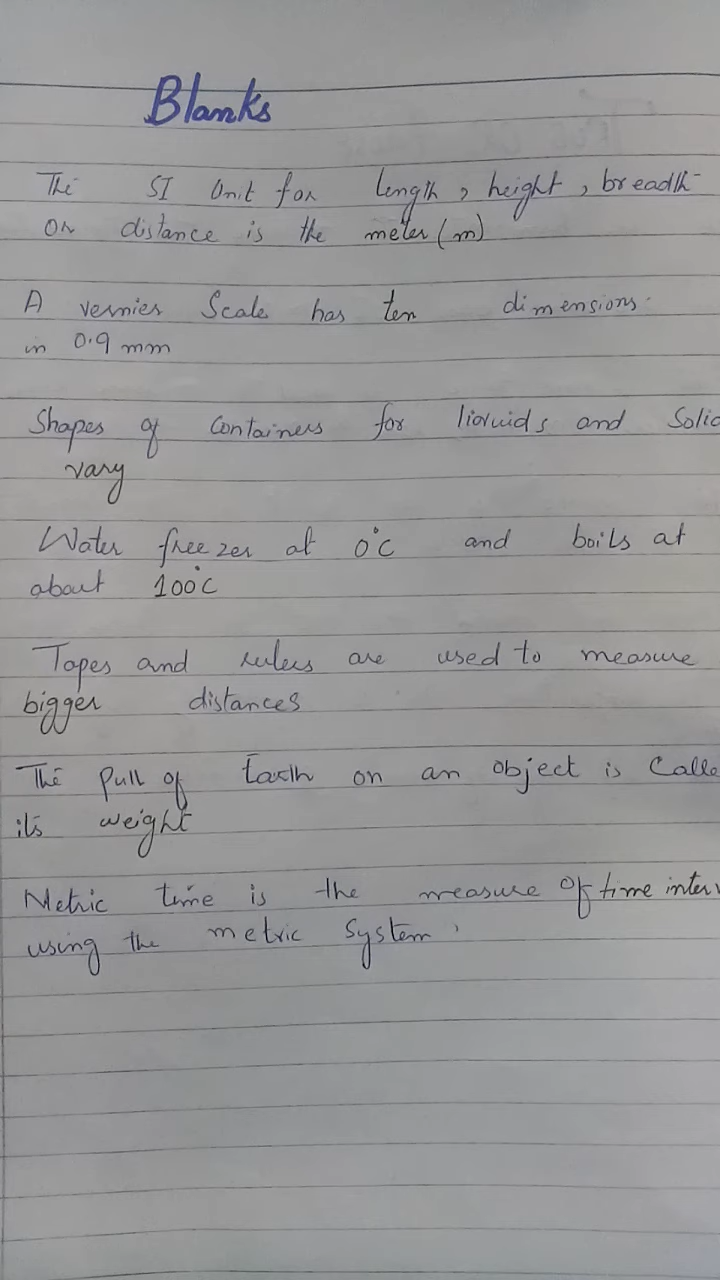 Blanks
The SI Unit for length, height, breadth
or distance is the meter (m)
A vernier Scale has ten dimensions.
in 0.9 mm
Shapes of Containers for liquids and Solid
vary
Water freezes at 0°C and boils at
about 100°C
Tapes and rulers are used to measure
bigger distances
The pull of Earth on an object is Calle
its weight
Metric time is the measure of time interv
using the metric system.